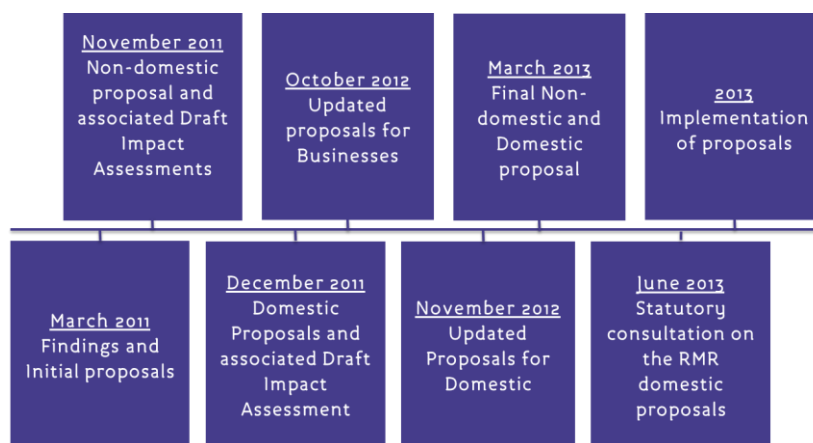 November 2011
Non-domestic
proposal and
associated Draft
Impact
Assessments
October 2012
Updated
proposals for
Businesses
March 2013
Final Non-
domestic and
Domestic
proposal
2013
Implementation
of proposals
March 2011
Findings and
Initial proposals
December 2011
Domestic
Proposals and
associated Draft
Impact
Assessment
November 2012
Updated
Proposals for
Domestic
June 2013
Statutory
consultation on
the RMR
domestic
proposals